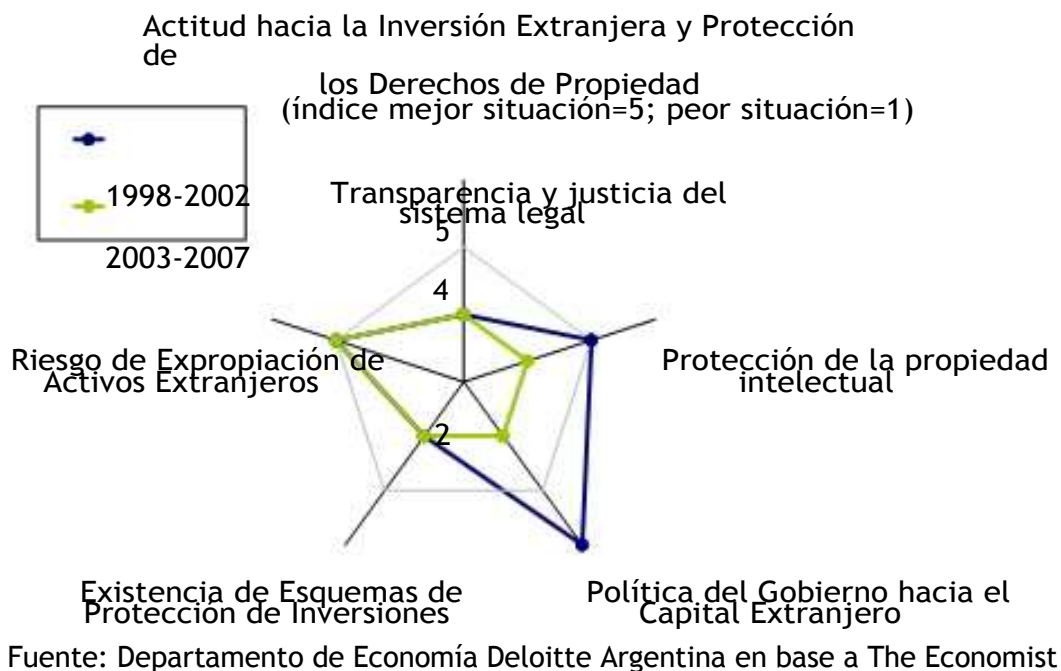 Actitud hacia la Inversión Extranjera y Protección
de
los Derechos de Propiedad
(índice mejor situación=5; peor situación=1)
1998-2002
2003-2007
Transparencia y justicia del
sistema legal
5
4
Riesgo de Expropiación de
Activos Extranjeros
Protección de la propiedad
intelectual
2
Existencia de Esquemas de
Protección de Inversiones
Política del Gobierno hacia el
Capital Extranjero
Fuente: Departamento de Economía Deloitte Argentina en base a The Economist